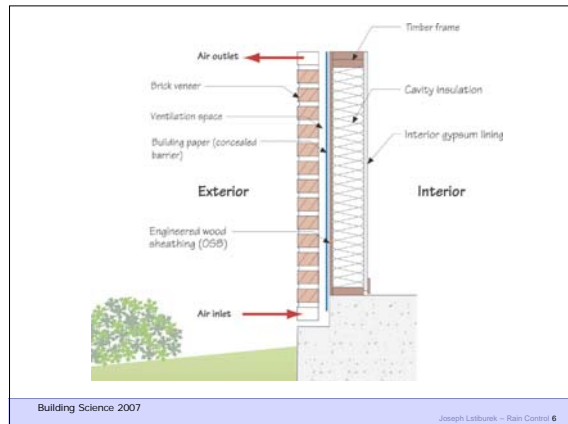 Timber frame
Air outlet
Brick veneer
Cavity insulation
Ventilation space
Building paper (concealed
barrier)
Interior gypsum lining
Exterior
Interior
Engineered wood
sheathing (OSB)
Air inlet
Building Science 2007
Joseph Lstiburek – Rain Control 6